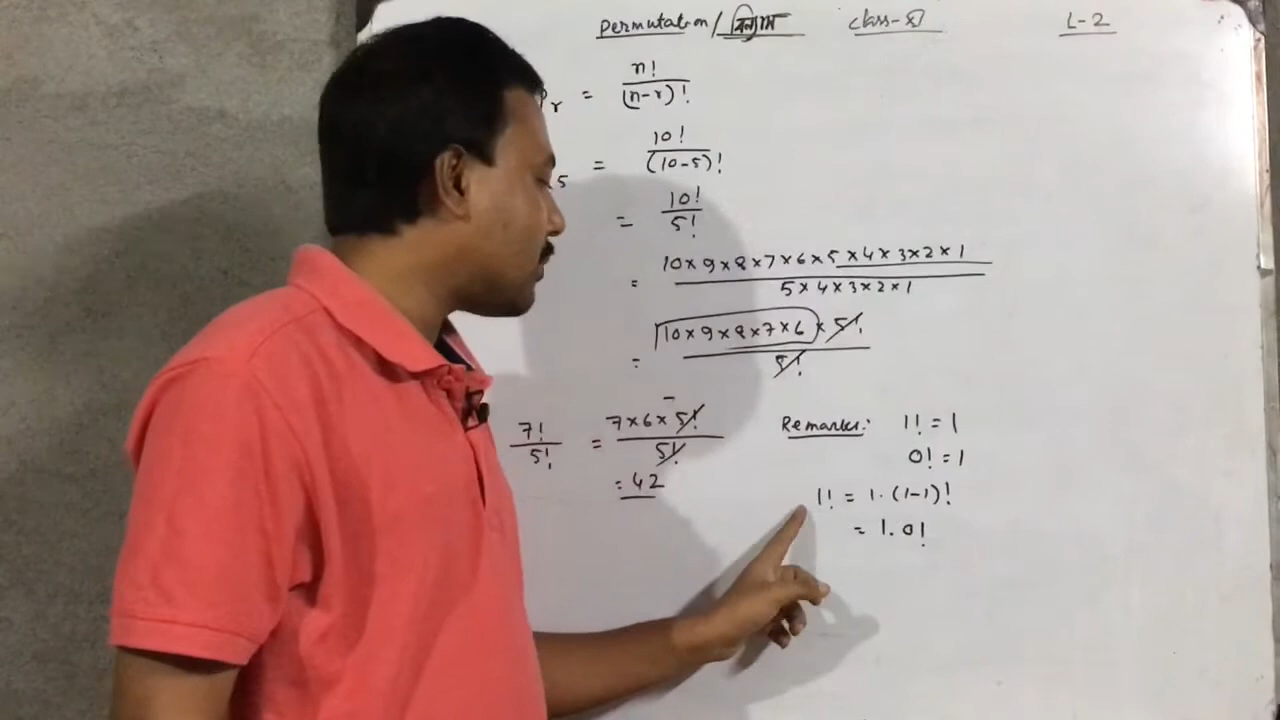 Permutation/বিন্যাস Class-XI L-2
Pr = n!/(n-r)!
5 = 10!/(10-5)!
= 10!/5!
= 10×9×8×7×6×5×4×3×2×1/5×4×3×2×1
= 10×9×8×7×6×5!/5!
7!/5! = 7×6×5!/5!
= 42
Remarks: 1! = 1
0! = 1
1! = 1.(1-1)!
= 1.0!